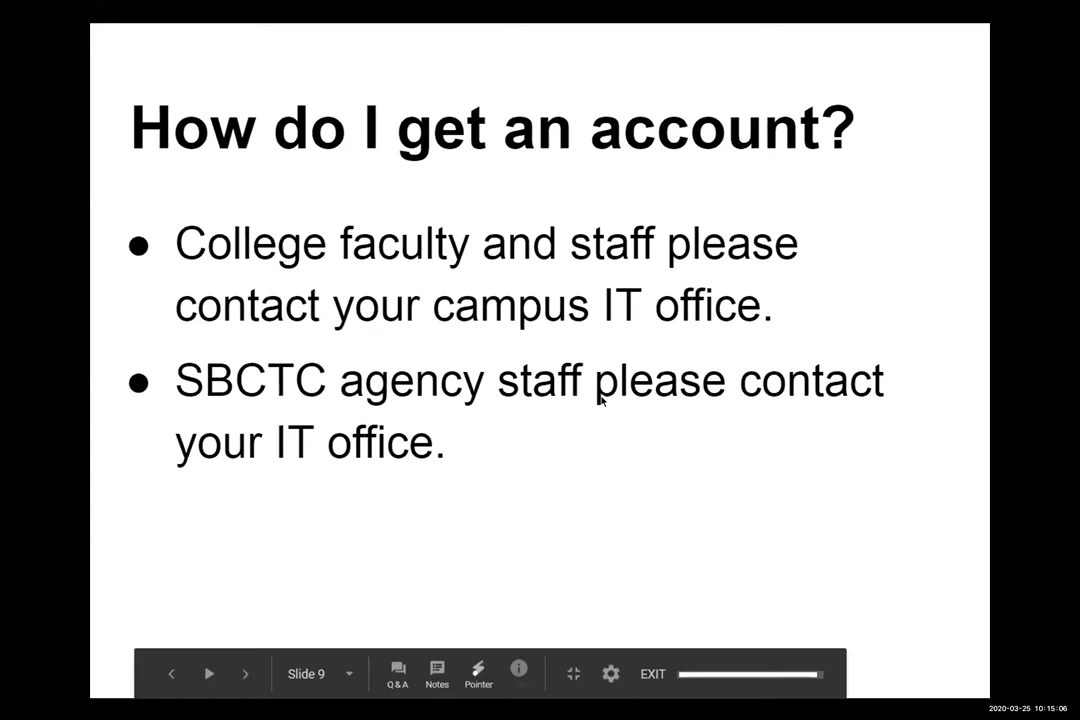 How do I get an account?
● College faculty and staff please
contact your campus IT office.
● SBCTC agency staff please contact
your IT office.
Slide 9
Q & A
Notes
Pointer
EXIT
2020-03-25 10:15:06